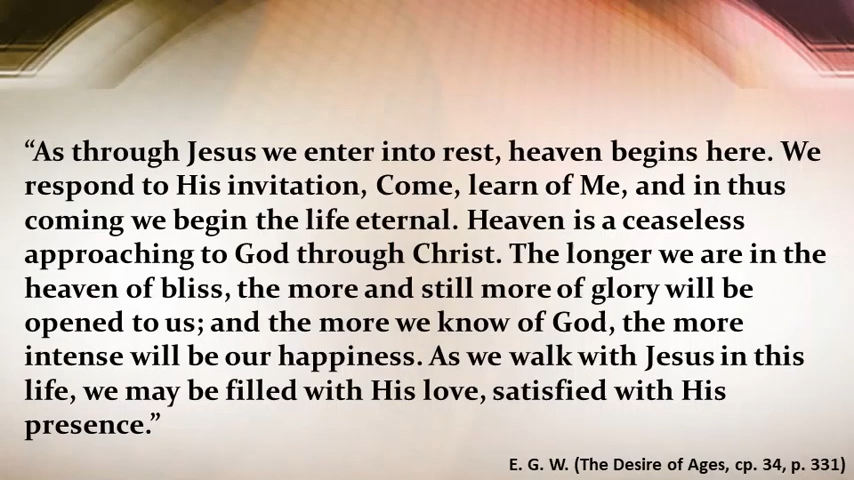 “As through Jesus we enter into rest, heaven begins here. We
respond to His invitation, Come, learn of Me, and in thus
coming we begin the life eternal. Heaven is a ceaseless
approaching to God through Christ. The longer we are in the
heaven of bliss, the more and still more of glory will be
opened to us; and the more we know of God, the more
intense will be our happiness. As we walk with Jesus in this
life, we may be filled with His love, satisfied with His
presence.”
E. G. W. (The Desire of Ages, cp. 34, p. 331)